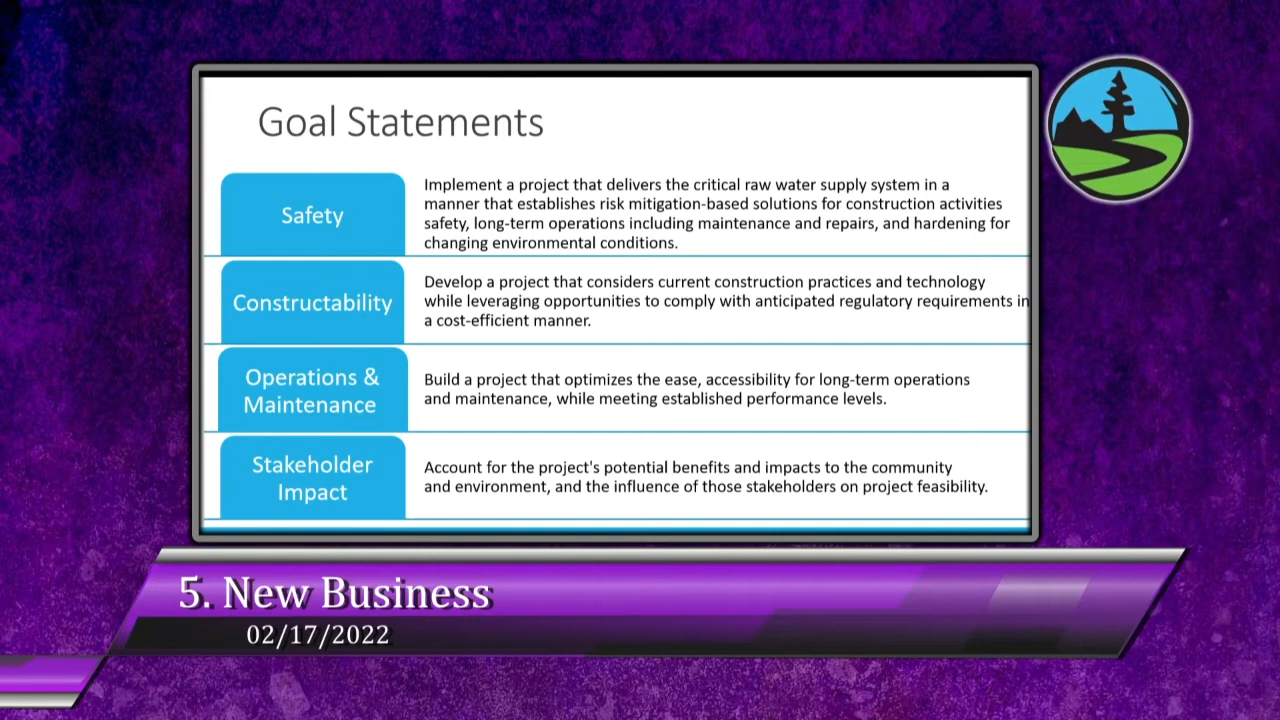 Goal Statements
Safety
Implement a project that delivers the critical raw water supply system in a
manner that establishes risk mitigation-based solutions for construction activities
safety, long-term operations including maintenance and repairs, and hardening for
changing environmental conditions.
Constructability
Develop a project that considers current construction practices and technology
while leveraging opportunities to comply with anticipated regulatory requirements in
a cost-efficient manner.
Operations &
Maintenance
Build a project that optimizes the ease, accessibility for long-term operations
and maintenance, while meeting established performance levels.
Stakeholder
Impact
Account for the project's potential benefits and impacts to the community
and environment, and the influence of those stakeholders on project feasibility.
5. New Business
02/17/2022